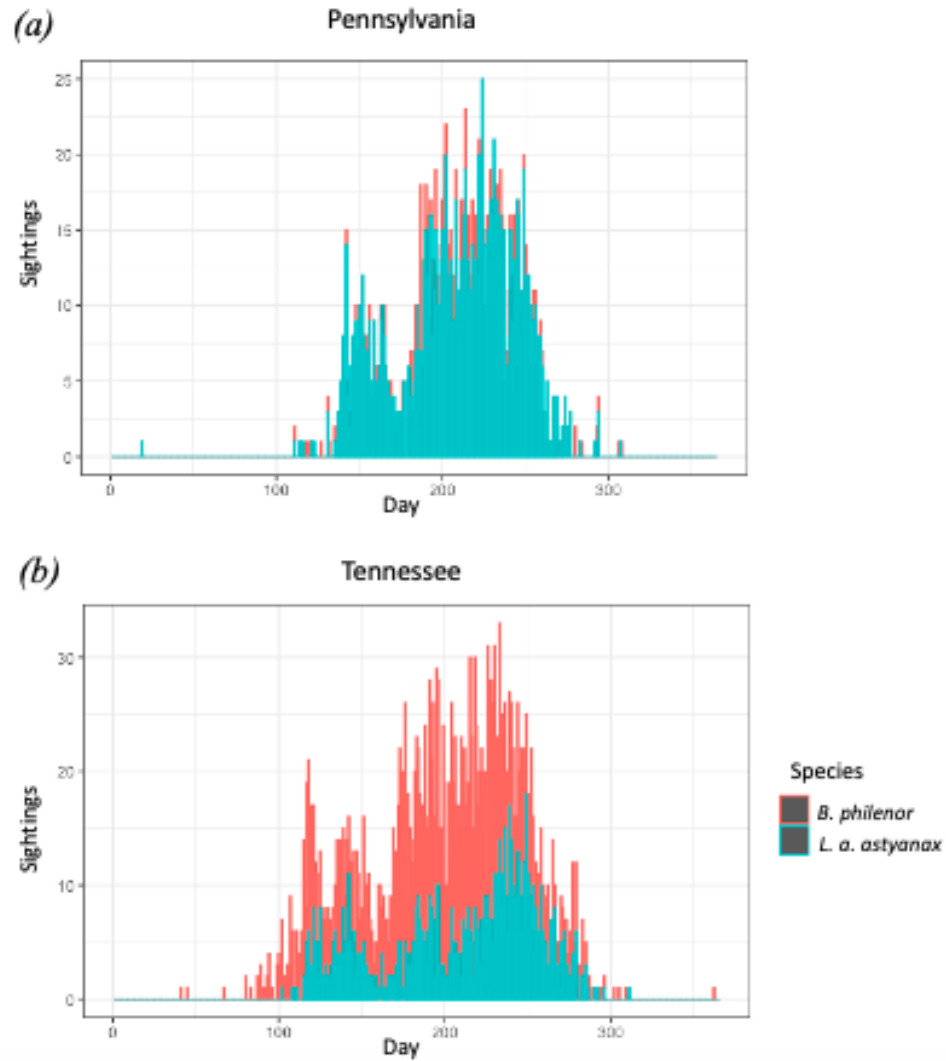 (a)
Pennsylvania
25
20
15
10
5
0
Sightings
0 100 200 300
Day
(b)
Tennessee
30
20
10
0
Sightings
0 100 200 300
Day
Species
B. philenor
L. a. astyanax